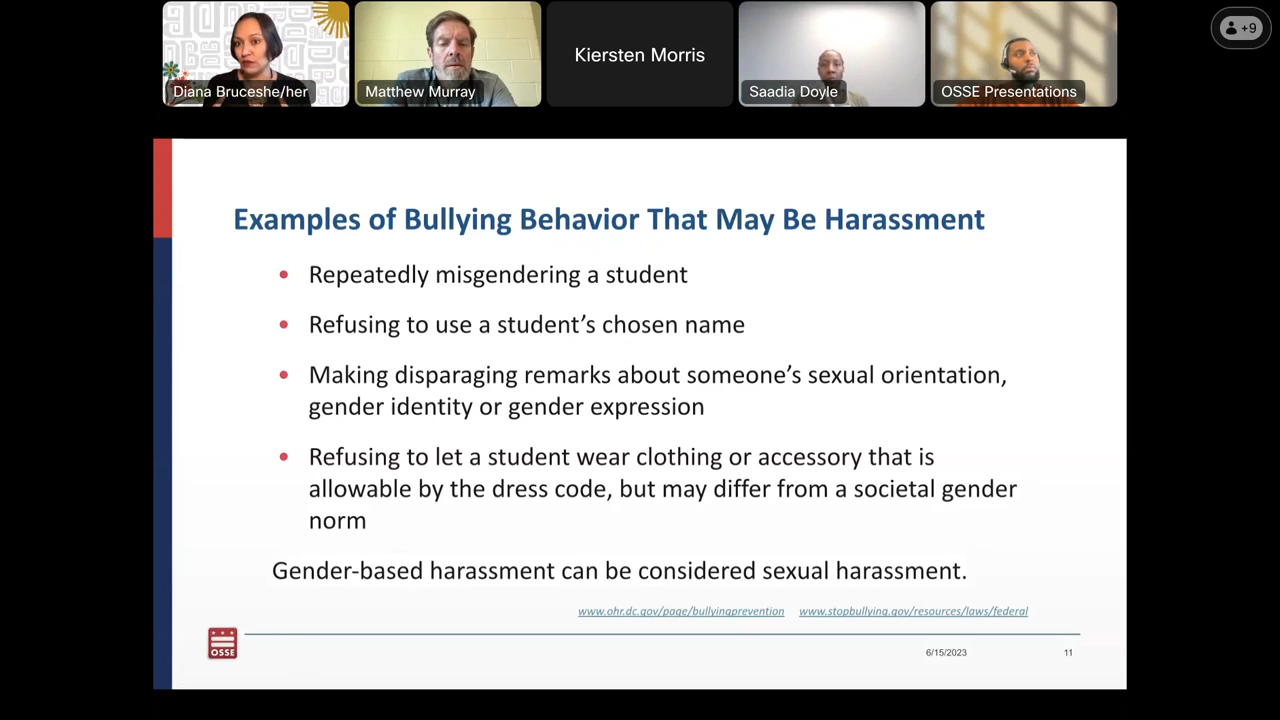 Diana Bruceshe/her
Matthew Murray
Kiersten Morris
Saadia Doyle
OSSE Presentations
+9
Examples of Bullying Behavior That May Be Harassment
• Repeatedly misgendering a student
• Refusing to use a student’s chosen name
• Making disparaging remarks about someone’s sexual orientation,
gender identity or gender expression
• Refusing to let a student wear clothing or accessory that is
allowable by the dress code, but may differ from a societal gender
norm
Gender-based harassment can be considered sexual harassment.
www.ohr.dc.gov/page/bullyingprevention www.stopbullying.gov/resources/laws/federal
OSSE
6/15/2023 11